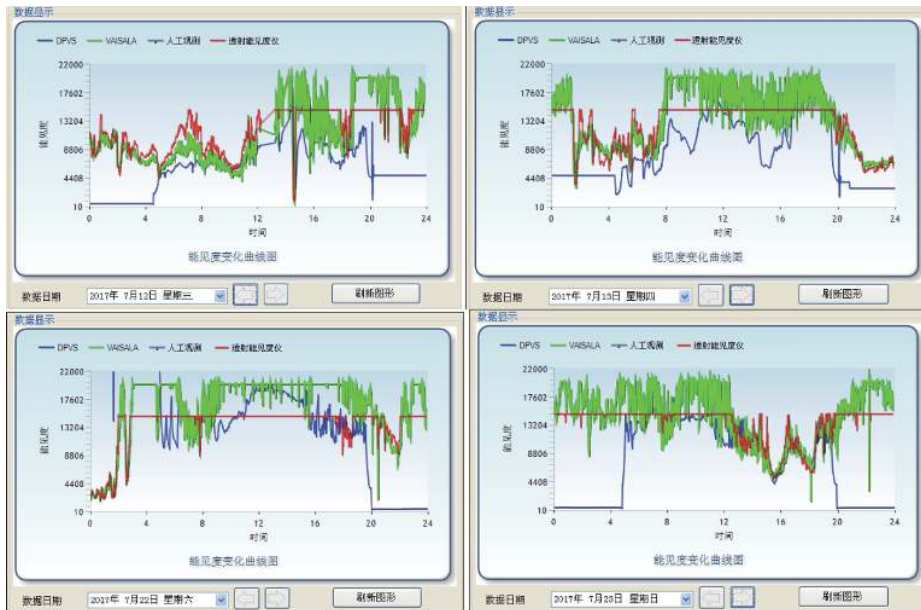 数据显示
DPVS VAISALA 人工观测 透射能见度仪
22000
17602
13204
8806
4408
10
能见度
0 4 8 12 16 20 24
时间
能见度变化曲线图
数据日期 2017年 7月12日 星期三 刷新图形
数据显示
DPVS VAISALA 人工观测 透射能见度仪
22000
17602
13204
8806
4408
10
能见度
0 4 8 12 16 20 24
时间
能见度变化曲线图
数据日期 2017年 7月13日 星期四 刷新图形
数据显示
DPVS VAISALA 人工观测 透射能见度仪
22000
17602
13204
8806
4408
10
能见度
0 4 8 12 16 20 24
时间
能见度变化曲线图
数据日期 2017年 7月22日 星期六 刷新图形
数据显示
DPVS VAISALA 人工观测 透射能见度仪
22000
17602
13204
8806
4408
10
能见度
0 4 8 12 16 20 24
时间
能见度变化曲线图
数据日期 2017年 7月23日 星期日 刷新图形